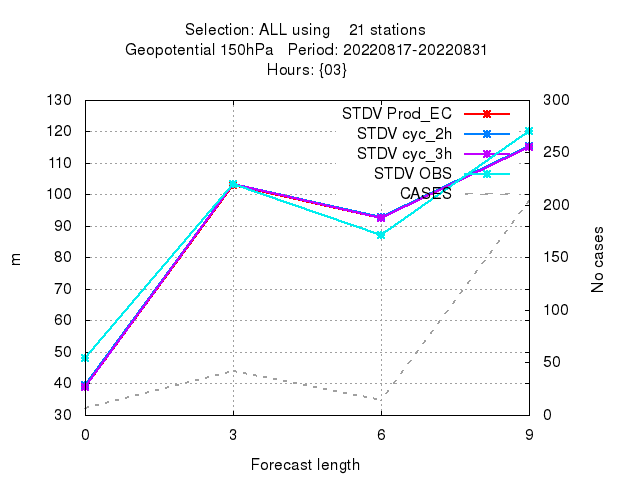 Selection: ALL using    21 stations
Geopotential 150hPa   Period: 20220817-20220831
Hours: {03}
STDV Prod_EC
STDV cyc_2h
STDV cyc_3h
STDV OBS
CASES
130
120
110
100
90
80
70
60
50
40
30
300
250
200
150
100
50
0
m
No cases
0
3
6
9
Forecast length